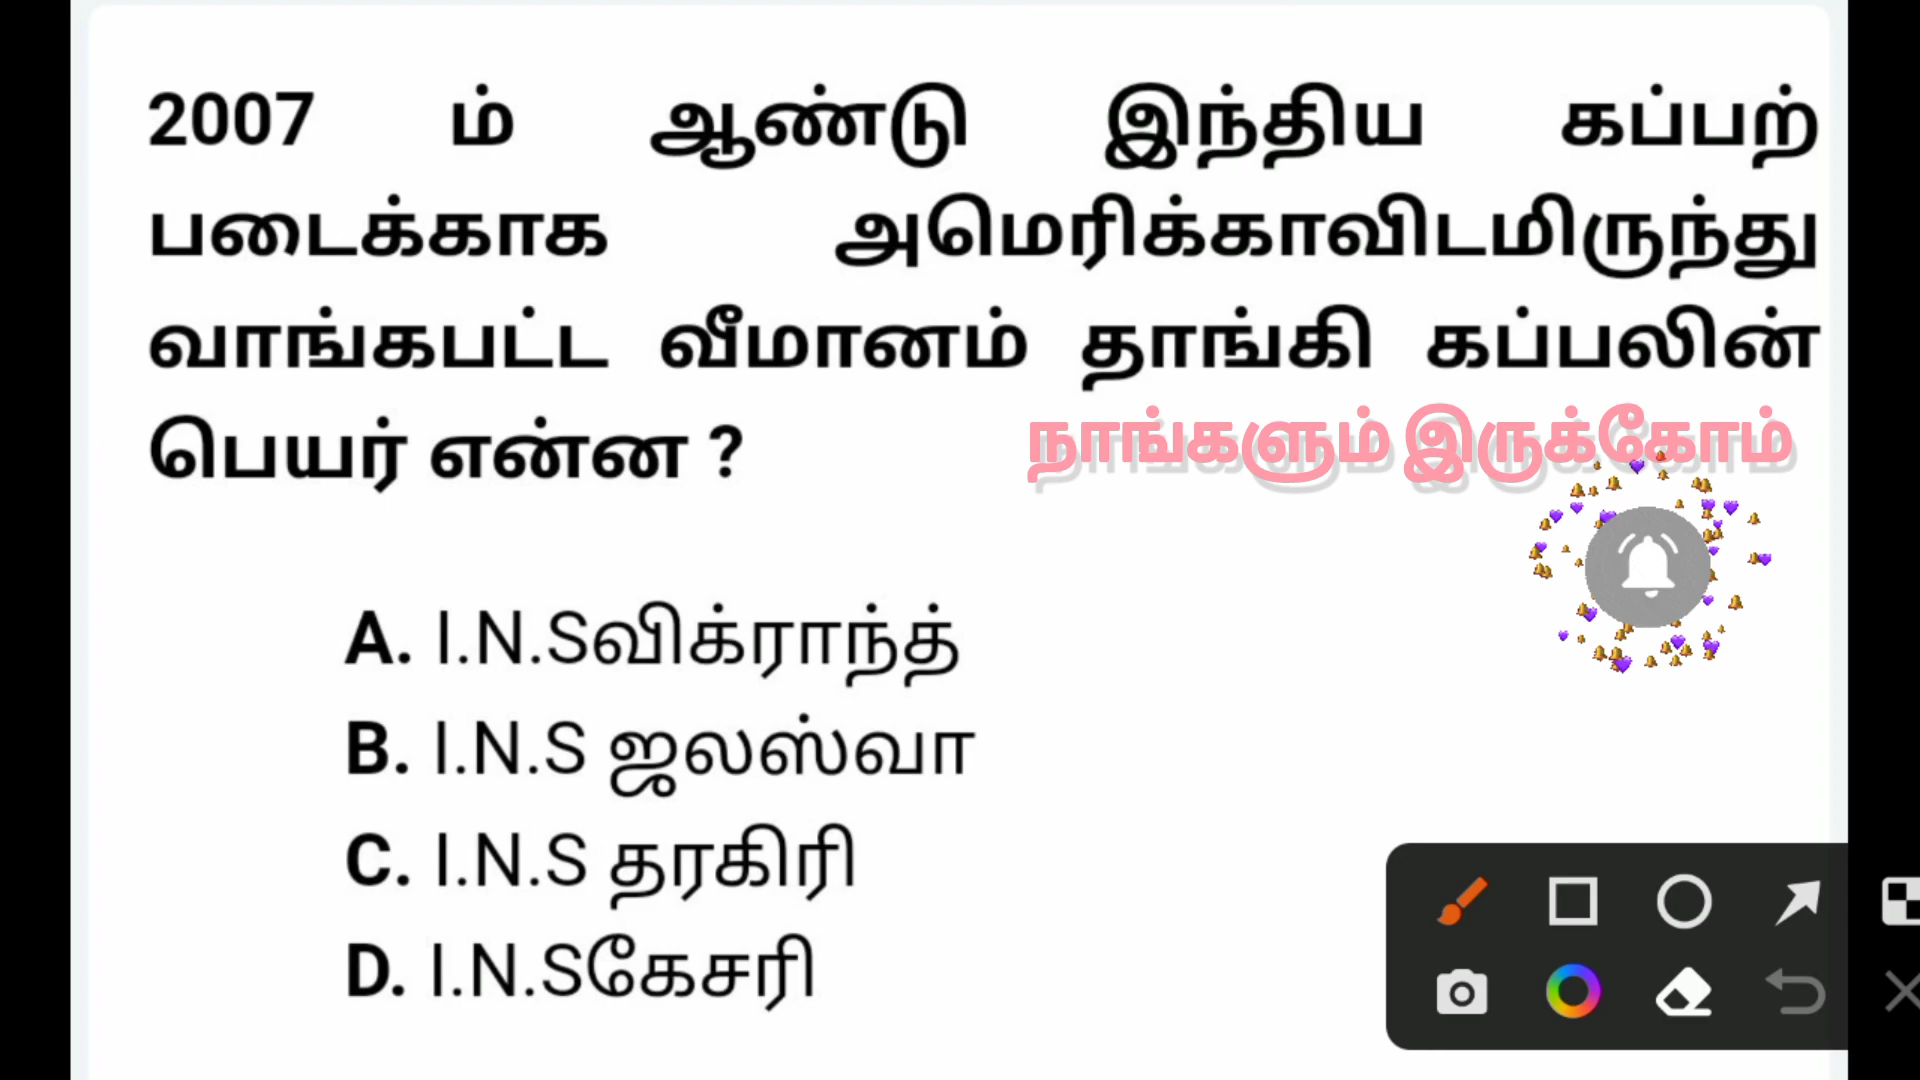 2007 ம் ஆண்டு இந்திய கப்பற்
படைக்காக அமெரிக்காவிடமிருந்து
வாங்கபட்ட வீமானம் தாங்கி கப்பலின்
பெயர் என்ன ?
நாங்களும் இருக்கோம்
A. I.N.Sவிக்ராந்த்
B. I.N.S ஜலஸ்வா
C. I.N.S தரகிரி
D. I.N.Sகேசரி